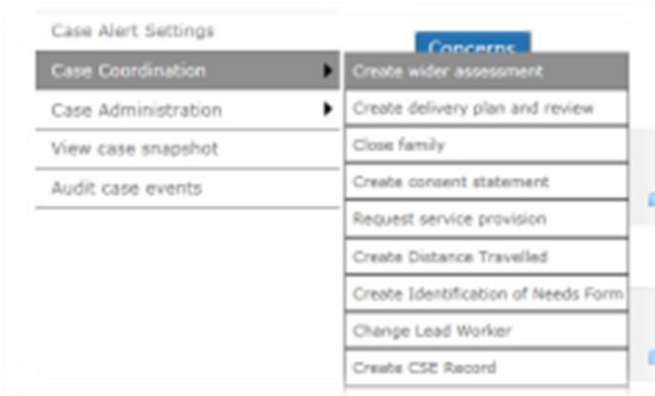 Case Alert Settings
Concerns
Case Coordination
Create wider assessment
Create delivery plan and review
Case Administration
Close family
View case snapshot
Create consent statement
Audit case events
Request service provision
Create Distance Travelled
Create Identification of Needs Form
Change Lead Worker
Create CSE Record